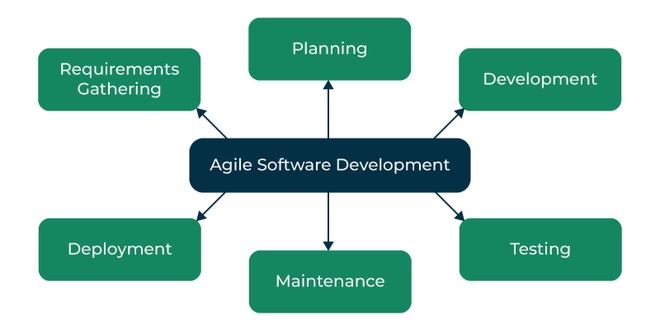 Planning
Requirements
Gathering
Development
Agile Software Development
Deployment
Testing
Maintenance